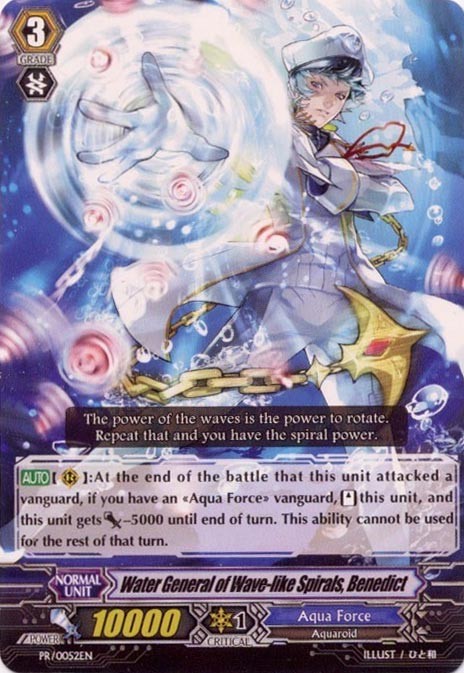 3
GRADE
The power of the waves is the power to rotate.
Repeat that and you have the spiral power.
AUTO [ ]:At the end of the battle that this unit attacked a
vanguard, if you have an «Aqua Force» vanguard, this unit, and
this unit gets -5000 until end of turn. This ability cannot be used
for the rest of that turn.
NORMAL
UNIT
Water General of Wave-like Spirals, Benedict
POWER
10000
1
CRITICAL
Aqua Force
Aquaroid
PR/0052EN
ILLUST / ひと和